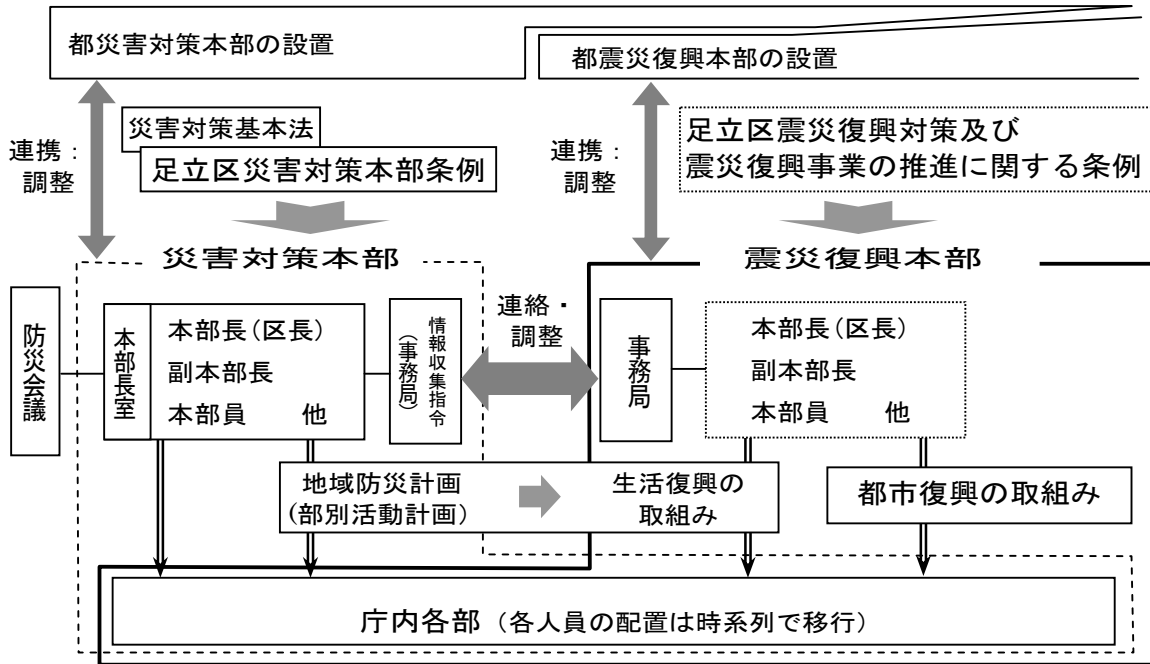 都災害対策本部の設置
都震災復興本部の設置
連携：
調整
災害対策基本法
足立区災害対策本部条例
連携：
調整
足立区震災復興対策及び
震災復興事業の推進に関する条例
災害対策本部
震災復興本部
防災会議
本部長室
本部長（区長）
副本部長
本部員　他
情報収集指令
（事務局）
連絡・
調整
事務局
本部長（区長）
副本部長
本部員　他
地域防災計画
（部別活動計画）
生活復興の
取組み
都市復興の取組み
庁内各部（各人員の配置は時系列で移行）